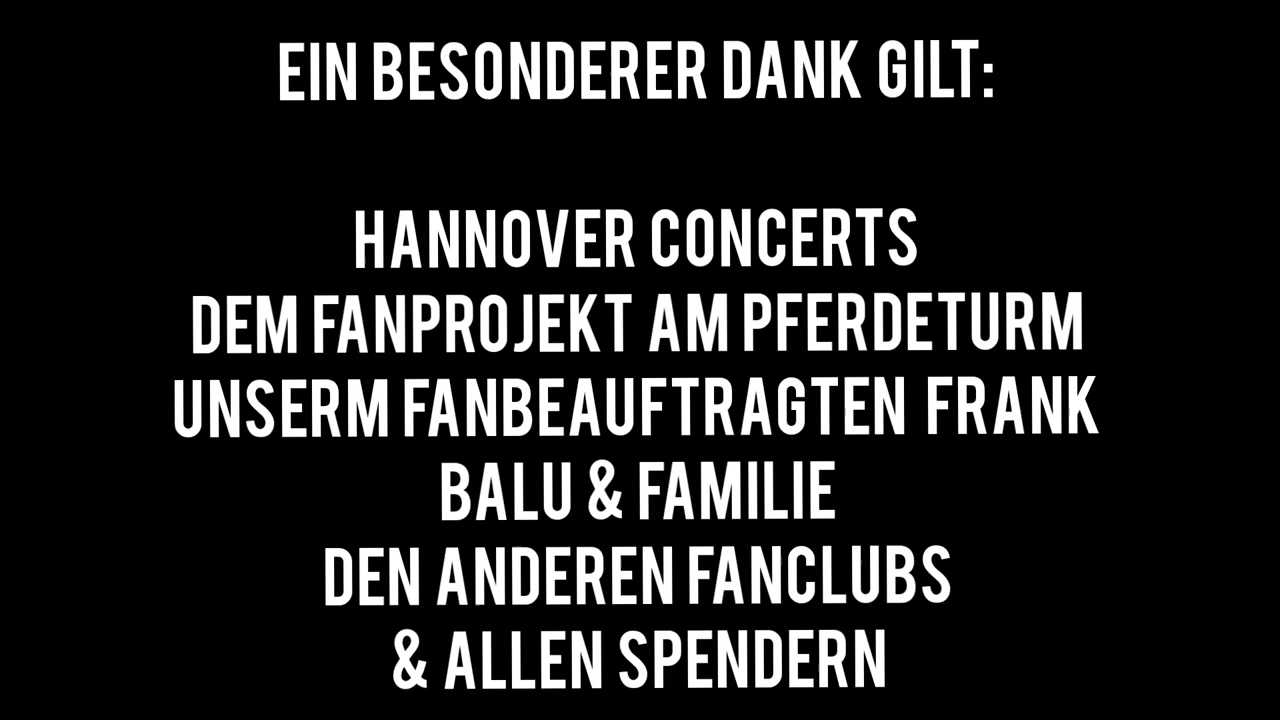 EIN BESONDERER DANK GILT:
HANNOVER CONCERTS
DEM FANPROJEKT AM PFERDETURM
UNSERM FANBEAUFTRAGTEN FRANK
BALU & FAMILIE
DEN ANDEREN FANCLUBS
& ALLEN SPENDERN